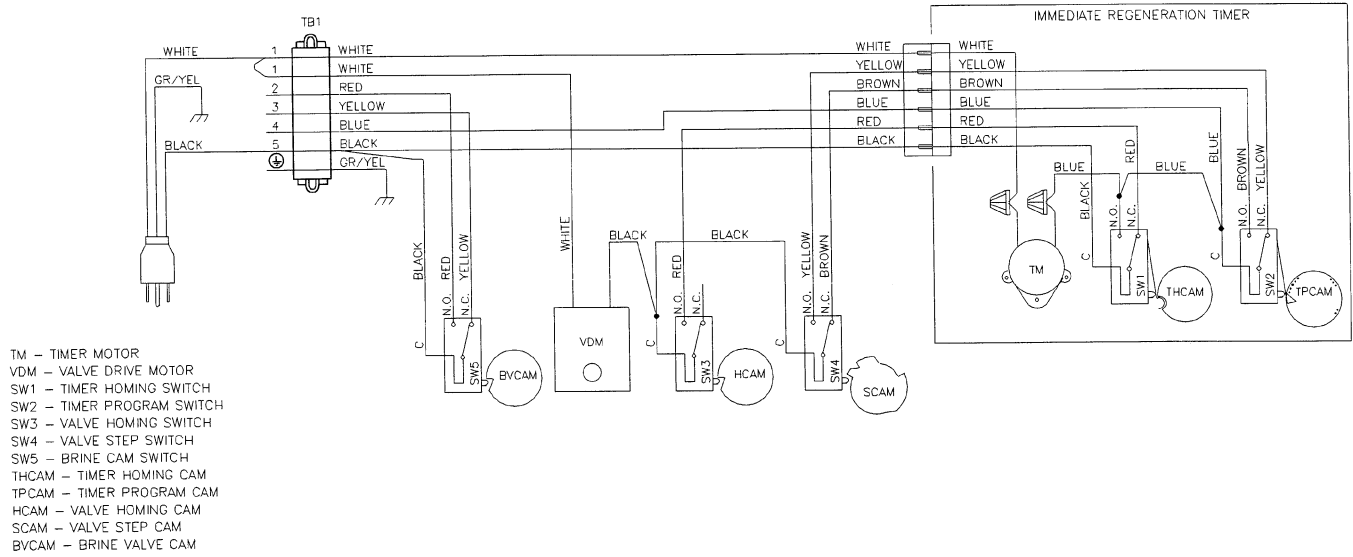 IMMEDIATE REGENERATION TIMER
TB1
WHITE 1 WHITE WHITE WHITE
1 WHITE YELLOW YELLOW
GR/YEL 2 RED BROWN BROWN
3 YELLOW BLUE BLUE
4 BLUE RED RED
BLACK 5 BLACK BLACK BLACK
GR/YEL
BLUE BLUE
BLACK
RED
BLUE
BROWN
YELLOW
N.O.
N.C.
N.O.
N.C.
C
C
TM
SW1
THCAM
SW2
TPCAM
BLACK
RED
YELLOW
WHITE
BLACK
RED
BLACK
YELLOW
BROWN
N.O.
N.C.
N.O.
N.C.
N.O.
N.C.
C
C
C
SW5
BVCAM
VDM
SW3
HCAM
SW4
SCAM
TM – TIMER MOTOR
VDM – VALVE DRIVE MOTOR
SW1 – TIMER HOMING SWITCH
SW2 – TIMER PROGRAM SWITCH
SW3 – VALVE HOMING SWITCH
SW4 – VALVE STEP SWITCH
SW5 – BRINE CAM SWITCH
THCAM – TIMER HOMING CAM
TPCAM – TIMER PROGRAM CAM
HCAM – VALVE HOMING CAM
SCAM – VALVE STEP CAM
BVCAM – BRINE VALVE CAM